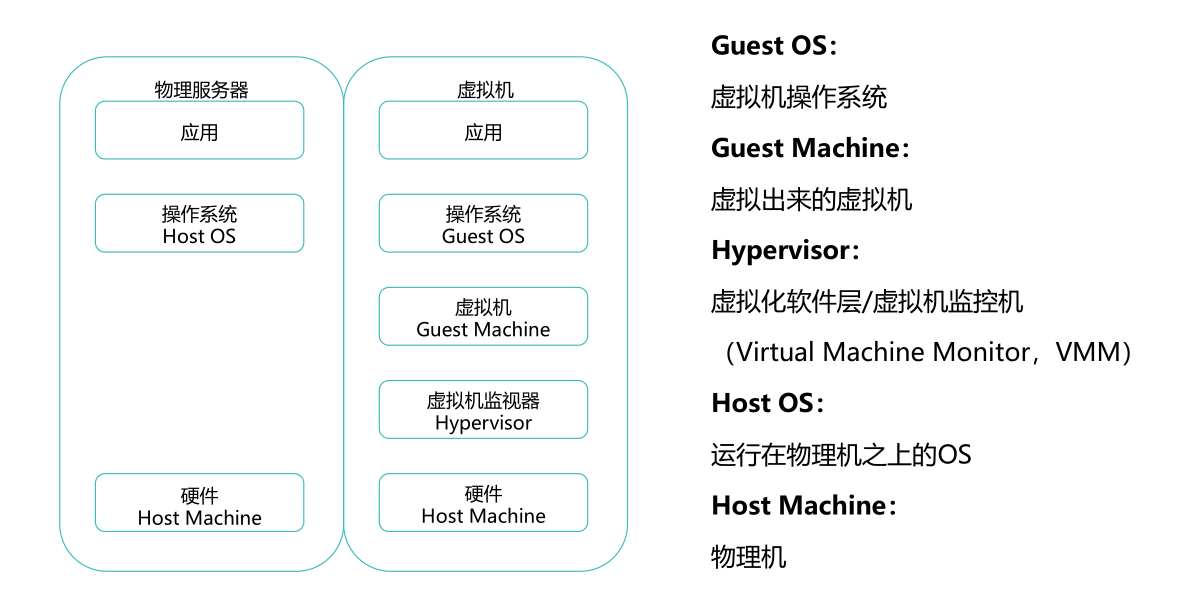 物理服务器
应用
操作系统
Host OS
硬件
Host Machine
虚拟机
应用
操作系统
Guest OS
虚拟机
Guest Machine
虚拟机监视器
Hypervisor
硬件
Host Machine
Guest OS：
虚拟机操作系统
Guest Machine：
虚拟出来的虚拟机
Hypervisor：
虚拟化软件层/虚拟机监控机
（Virtual Machine Monitor，VMM）
Host OS：
运行在物理机之上的OS
Host Machine：
物理机